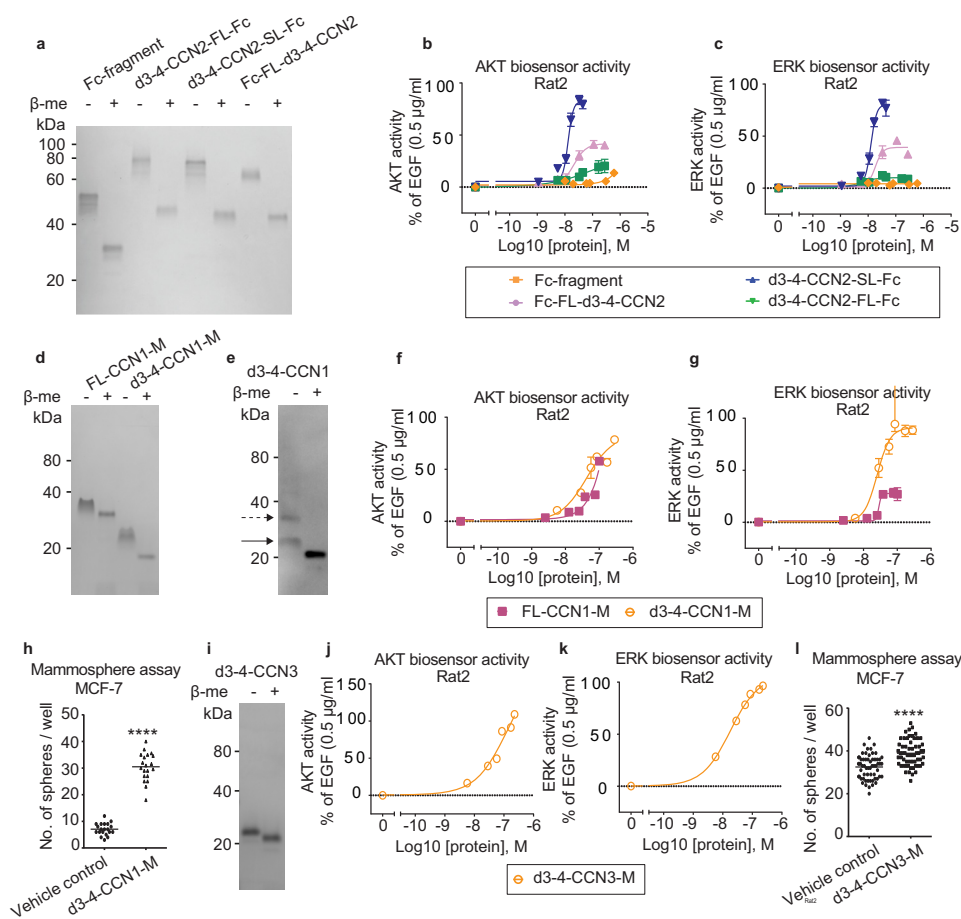 a
Fc-fragment
d3-4-CCN2-FL-Fc
d3-4-CCN2-SL-Fc
Fc-FL-d3-4-CCN2
β-me - + - + - + - +
kDa
100
80
60
40
20
b
AKT biosensor activity
Rat2
AKT activity
% of EGF (0.5 µg/ml)
100
50
0
0 -10 -9 -8 -7 -6 -5
Log10 [protein], M
c
ERK biosensor activity
Rat2
ERK activity
% of EGF (0.5 µg/ml)
100
50
0
0 -10 -9 -8 -7 -6 -5
Log10 [protein], M
Fc-fragment
d3-4-CCN2-SL-Fc
Fc-FL-d3-4-CCN2
d3-4-CCN2-FL-Fc
d
FL-CCN1-M
d3-4-CCN1-M
β-me - + - +
kDa
80
40
20
e
d3-4-CCN1
β-me - +
kDa
80
40
20
f
AKT biosensor activity
Rat2
AKT activity
% of EGF (0.5 µg/ml)
100
50
0
0 -10 -9 -8 -7 -6
Log10 [protein], M
g
ERK biosensor activity
Rat2
ERK activity
% of EGF (0.5 µg/ml)
100
50
0
0 -10 -9 -8 -7 -6
Log10 [protein], M
FL-CCN1-M
d3-4-CCN1-M
h
Mammosphere assay
MCF-7
No. of spheres / well
50
40
30
20
10
0
****
Vehicle control
d3-4-CCN1-M
i
d3-4-CCN3
β-me - +
kDa
80
40
20
j
AKT biosensor activity
Rat2
AKT activity
% of EGF (0.5 µg/ml)
100
50
0
0 -10 -9 -8 -7 -6
Log10 [protein], M
k
ERK biosensor activity
Rat2
ERK activity
% of EGF (0.5 µg/ml)
100
50
0
0 -10 -9 -8 -7 -6
Log10 [protein], M
d3-4-CCN3-M
l
Mammosphere assay
MCF-7
No. of spheres / well
60
40
20
0
****
Vehicle control
Rat2
d3-4-CCN3-M